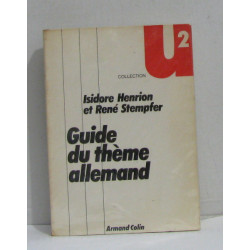 U2
COLLECTION
Isidore Henrion
et René Stempfer
Guide
du thème
allemand
Armand Colin